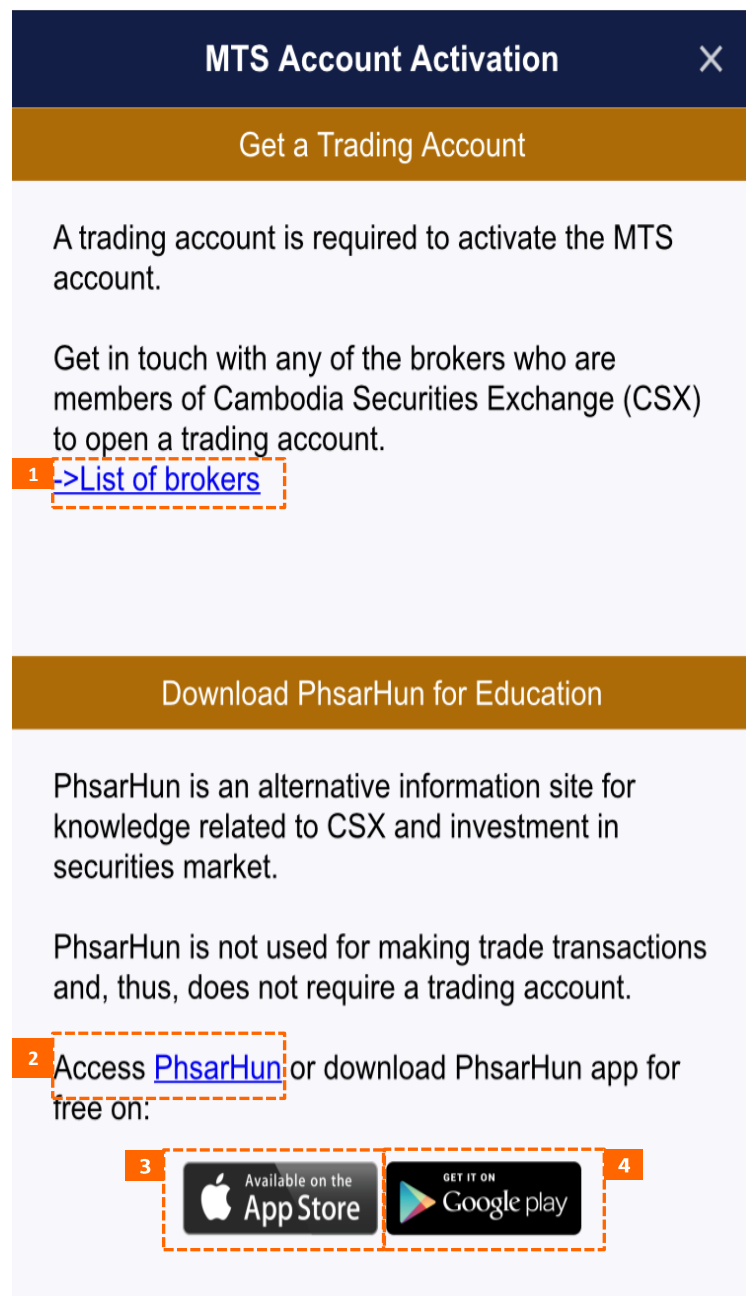 MTS Account Activation ×
Get a Trading Account
A trading account is required to activate the MTS
account.
Get in touch with any of the brokers who are
members of Cambodia Securities Exchange (CSX)
to open a trading account.
1 ->List of brokers
Download PhsarHun for Education
PhsarHun is an alternative information site for
knowledge related to CSX and investment in
securities market.
PhsarHun is not used for making trade transactions
and, thus, does not require a trading account.
2 Access PhsarHun or download PhsarHun app for
free on:
3 Available on the
App Store
GET IT ON
Google play
4